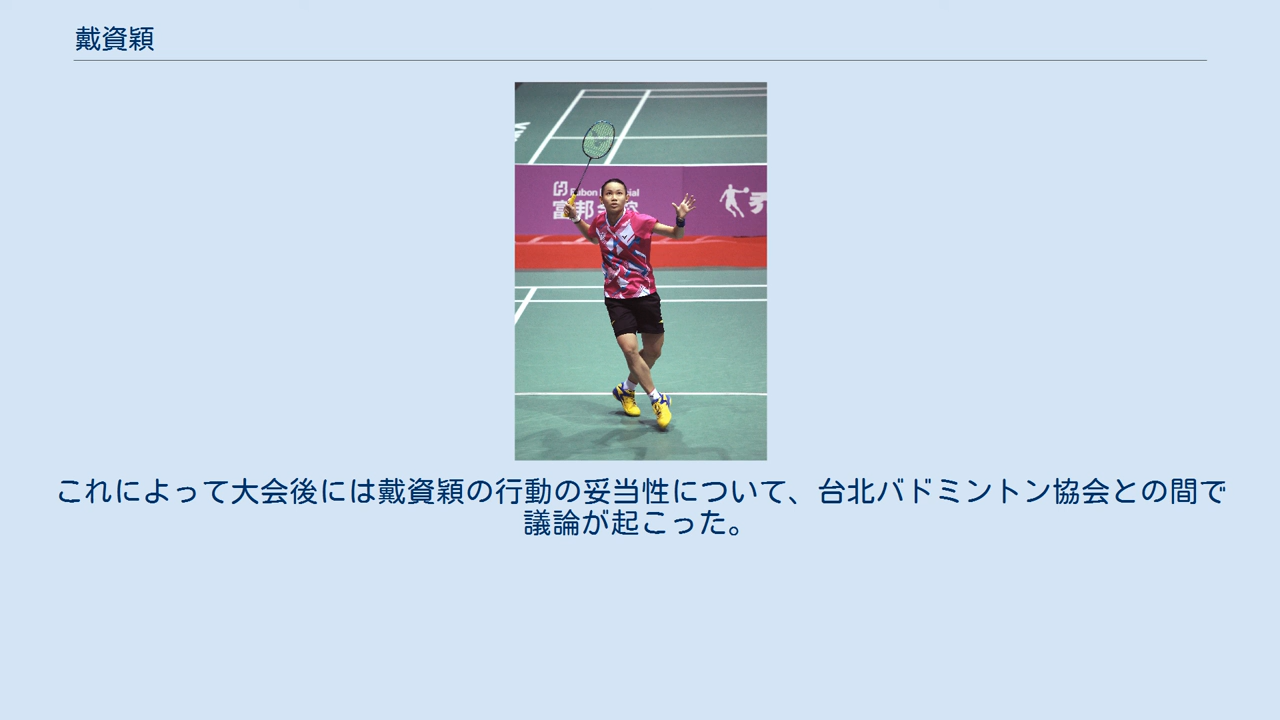 戴資穎
富邦
これによって大会後には戴資穎の行動の妥当性について、台北バドミントン協会との間で
議論が起こった。